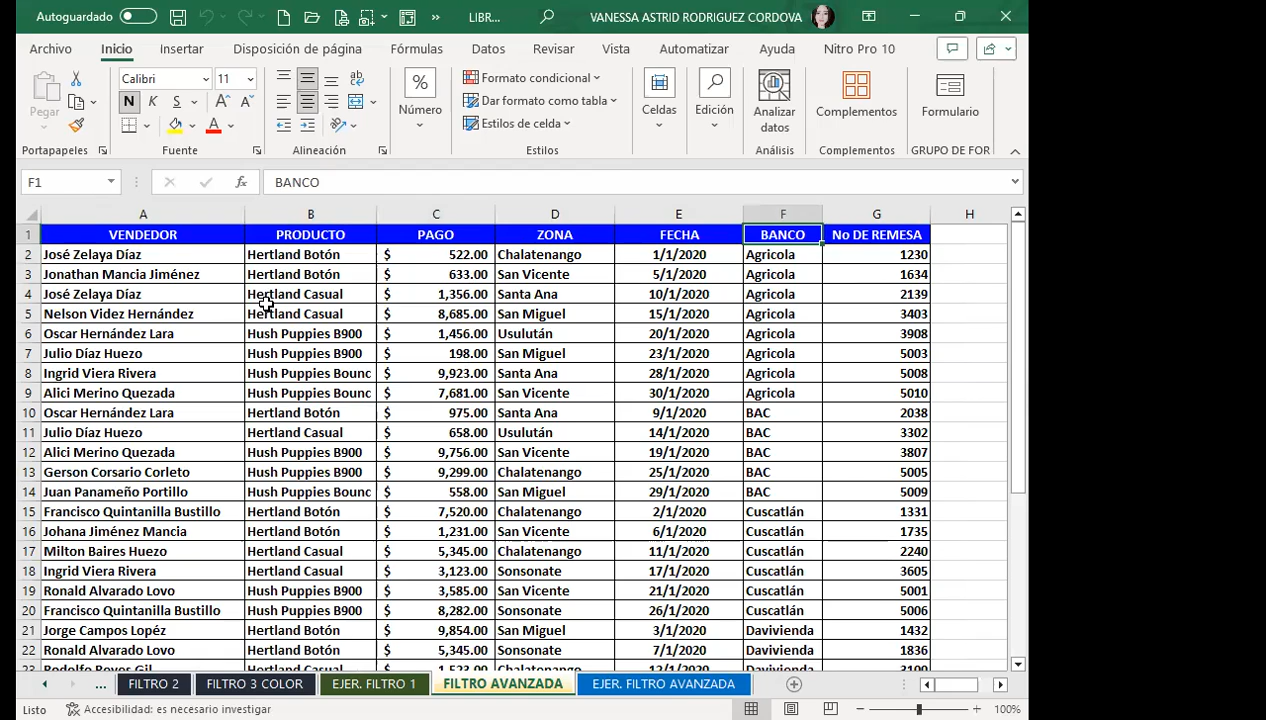 Autoguardado LIBR... VANESSA ASTRID RODRIGUEZ CORDOVA
Archivo Inicio Insertar Disposición de página Fórmulas Datos Revisar Vista Automatizar Ayuda Nitro Pro 10
Pegar Calibri 11 N K S Número Formato condicional Dar formato como tabla Estilos de celda Celdas Edición Analizar datos Complementos Formulario
Portapapeles Fuente Alineación Estilos Análisis Complementos GRUPO DE FOR
F1 fx BANCO
A B C D E F G H
1 VENDEDOR PRODUCTO PAGO ZONA FECHA BANCO No DE REMESA
2 José Zelaya Díaz Hertland Botón $ 522.00 Chalatenango 1/1/2020 Agricola 1230
3 Jonathan Mancia Jiménez Hertland Botón $ 633.00 San Vicente 5/1/2020 Agricola 1634
4 José Zelaya Díaz Hertland Casual $ 1,356.00 Santa Ana 10/1/2020 Agricola 2139
5 Nelson Videz Hernández Hertland Casual $ 8,685.00 San Miguel 15/1/2020 Agricola 3403
6 Oscar Hernández Lara Hush Puppies B900 $ 1,456.00 Usulután 20/1/2020 Agricola 3908
7 Julio Díaz Huezo Hush Puppies B900 $ 198.00 San Miguel 23/1/2020 Agricola 5003
8 Ingrid Viera Rivera Hush Puppies Bounc $ 9,923.00 Santa Ana 28/1/2020 Agricola 5008
9 Alici Merino Quezada Hush Puppies Bounc $ 7,681.00 San Vicente 30/1/2020 Agricola 5010
10 Oscar Hernández Lara Hertland Botón $ 975.00 Santa Ana 9/1/2020 BAC 2038
11 Julio Díaz Huezo Hertland Casual $ 658.00 Usulután 14/1/2020 BAC 3302
12 Alici Merino Quezada Hush Puppies B900 $ 9,756.00 San Vicente 19/1/2020 BAC 3807
13 Gerson Corsario Corleto Hush Puppies B900 $ 9,299.00 Chalatenango 25/1/2020 BAC 5005
14 Juan Panameño Portillo Hush Puppies Bounc $ 558.00 San Miguel 29/1/2020 BAC 5009
15 Francisco Quintanilla Bustillo Hertland Botón $ 7,520.00 Chalatenango 2/1/2020 Cuscatlán 1331
16 Johana Jiménez Mancia Hertland Botón $ 1,231.00 San Vicente 6/1/2020 Cuscatlán 1735
17 Milton Baires Huezo Hertland Casual $ 5,345.00 Chalatenango 11/1/2020 Cuscatlán 2240
18 Ingrid Viera Rivera Hertland Casual $ 3,123.00 Sonsonate 17/1/2020 Cuscatlán 3605
19 Ronald Alvarado Lovo Hush Puppies B900 $ 3,585.00 San Vicente 21/1/2020 Cuscatlán 5001
20 Francisco Quintanilla Bustillo Hush Puppies B900 $ 8,282.00 Sonsonate 26/1/2020 Cuscatlán 5006
21 Jorge Campos Lopéz Hertland Botón $ 9,854.00 San Miguel 3/1/2020 Davivienda 1432
22 Ronald Alvarado Lovo Hertland Botón $ 5,345.00 Sonsonate 7/1/2020 Davivienda 1836
23 Rodolfo Reyes Gil Hertland Casual $ 1,523.00 Chalatenango 12/1/2020 Davivienda 3100
... FILTRO 2 FILTRO 3 COLOR EJER. FILTRO 1 FILTRO AVANZADA EJER. FILTRO AVANZADA
Listo Accesibilidad: es necesario investigar 100%